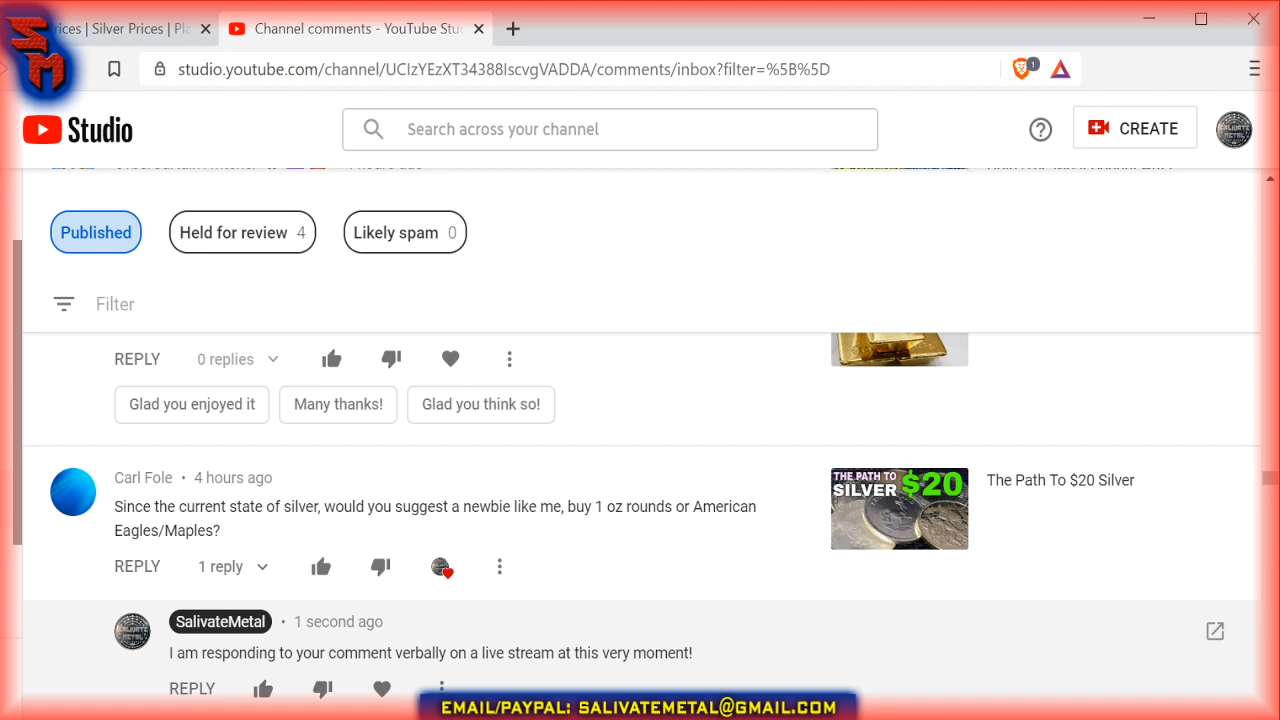 SM
rices | Silver Prices | Pla
Channel comments - YouTube Stu
studio.youtube.com/channel/UCIzYEzXT34388IscvgVADDA/comments/inbox?filter=%5B%5D
1
Studio
Search across your channel
CREATE
Published
Held for review 4
Likely spam 0
Filter
REPLY 0 replies
Glad you enjoyed it Many thanks! Glad you think so!
Carl Fole • 4 hours ago
Since the current state of silver, would you suggest a newbie like me, buy 1 oz rounds or American
Eagles/Maples?
THE PATH TO $20
SILVER
The Path To $20 Silver
REPLY 1 reply
SalivateMetal • 1 second ago
I am responding to your comment verbally on a live stream at this very moment!
REPLY
EMAIL/PAYPAL: SALIVATEMETAL@GMAIL.COM